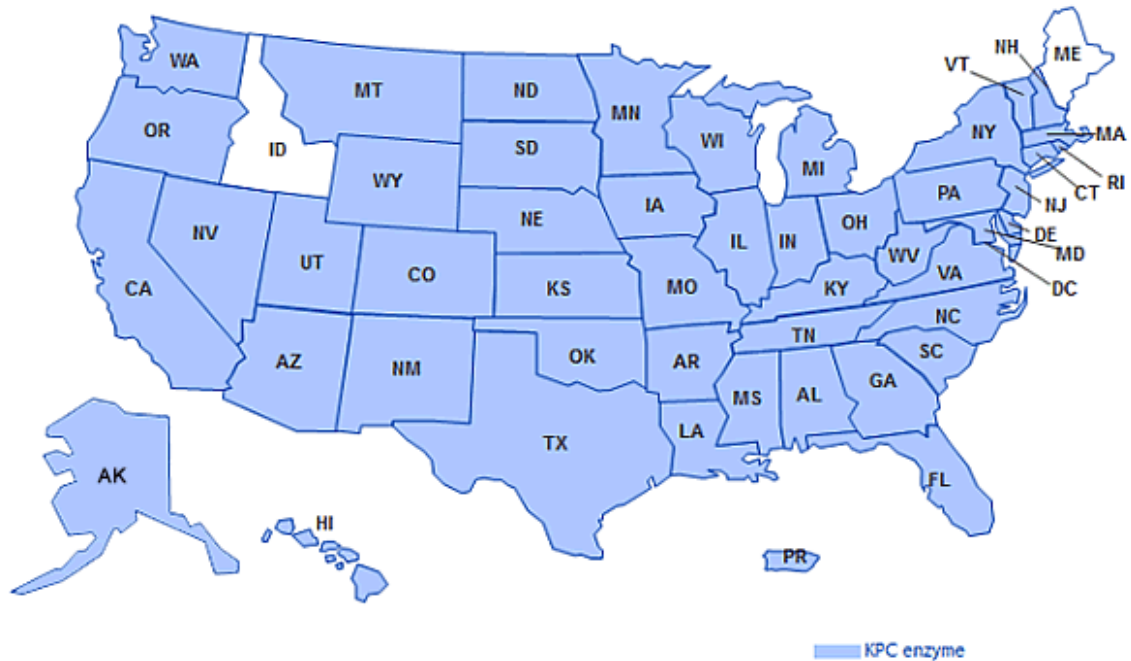 NH
ME
VT
WA
MT
ND
MN
OR
NY
MA
ID
SD
WI
MI
RI
WY
CT
PA
NJ
IA
NE
DE
NV
OH
IL
IN
MD
UT
WV
CO
VA
CA
KS
MO
KY
DC
NC
TN
OK
SC
AZ
NM
AR
GA
MS
AL
LA
TX
AK
FL
HI
PR
KPC enzyme